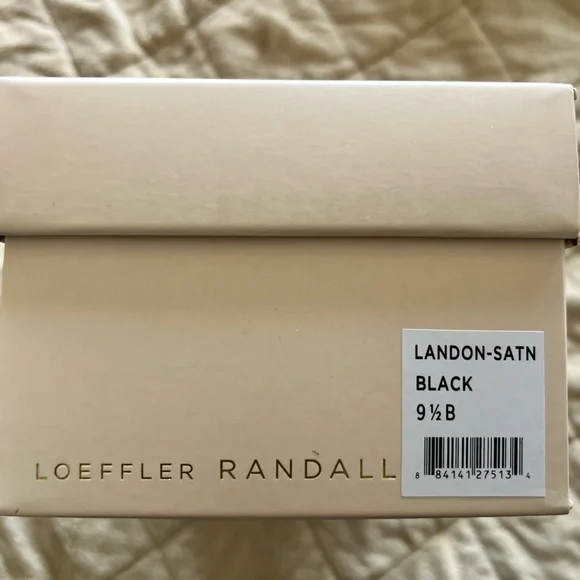 LANDON-SATN
BLACK
9 ½ B
8 84141 27513 4
LOEFFLER RANDALL